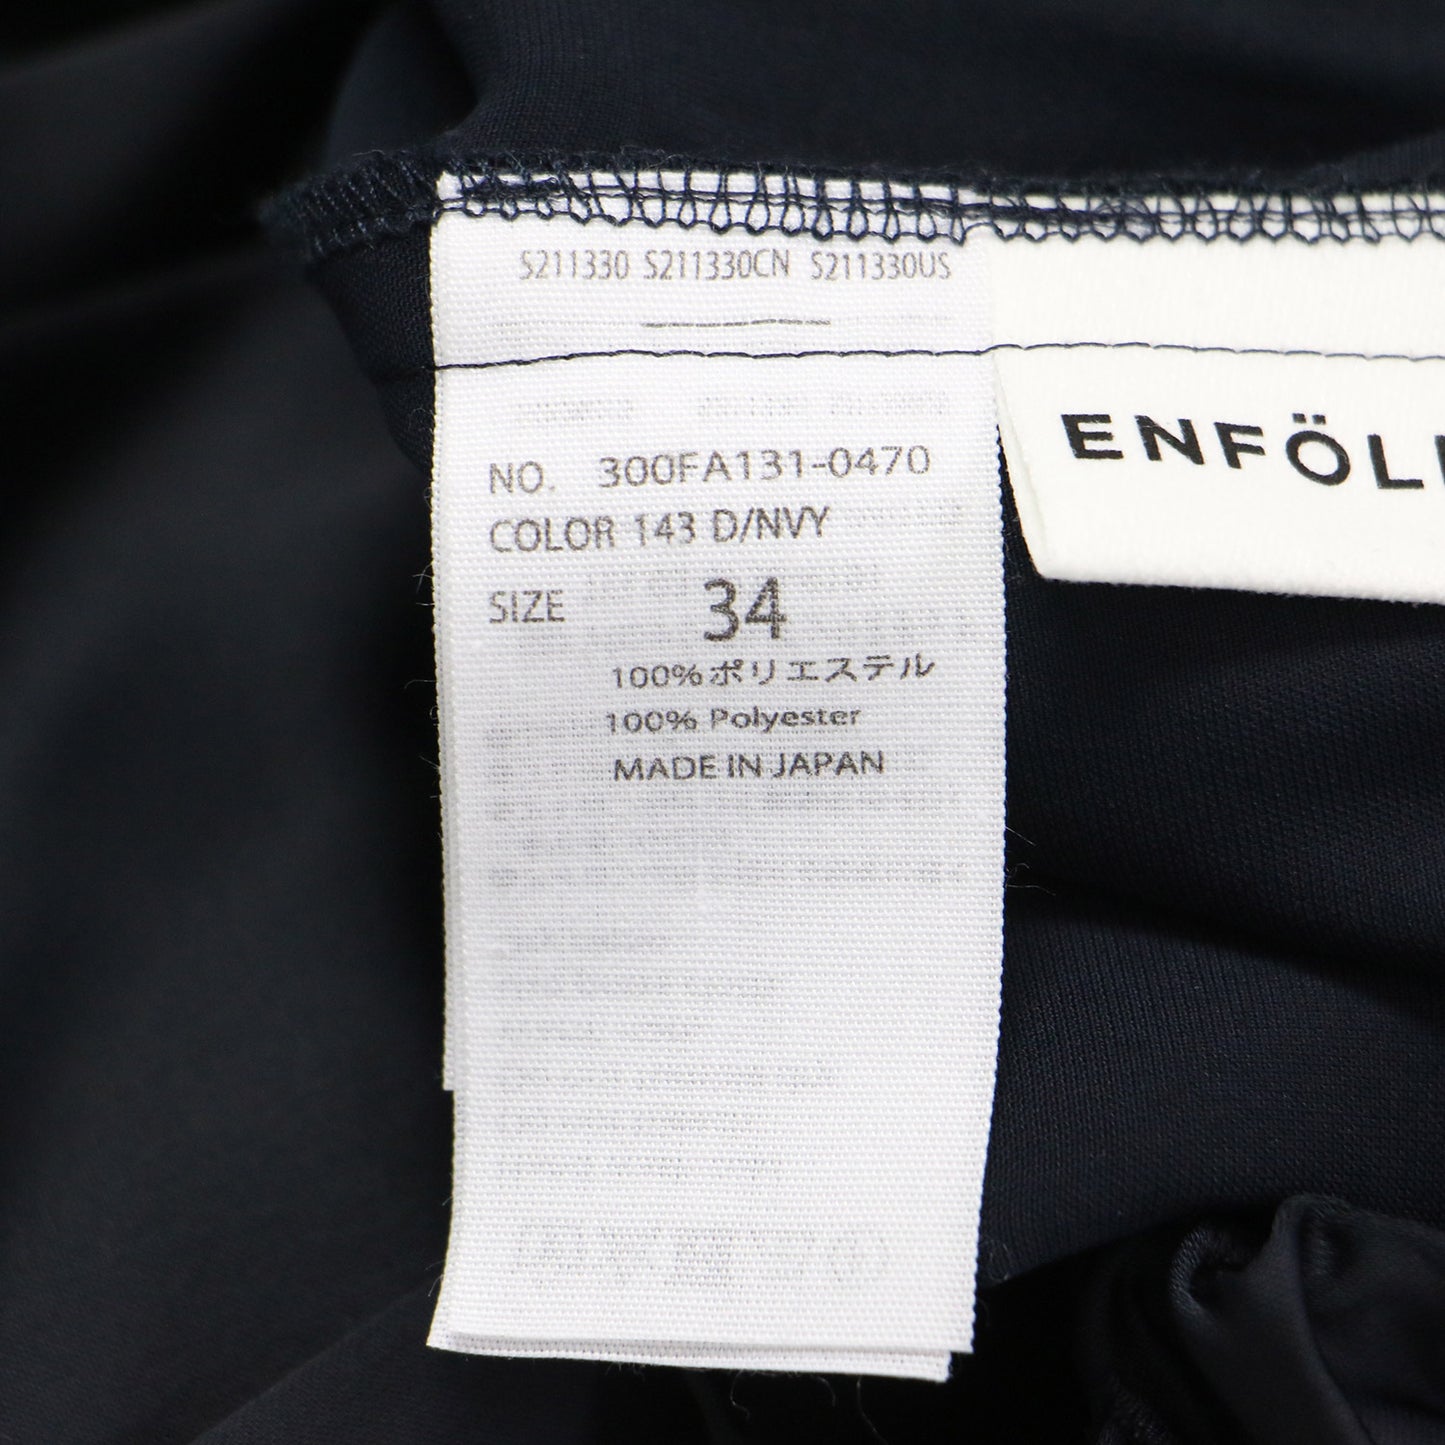 S211330 S211330CN S211330US
NO. 300FA131-0470
COLOR 143 D/NVY
SIZE 34
100%ポリエステル
100% Polyester
MADE IN JAPAN
ENFÖL